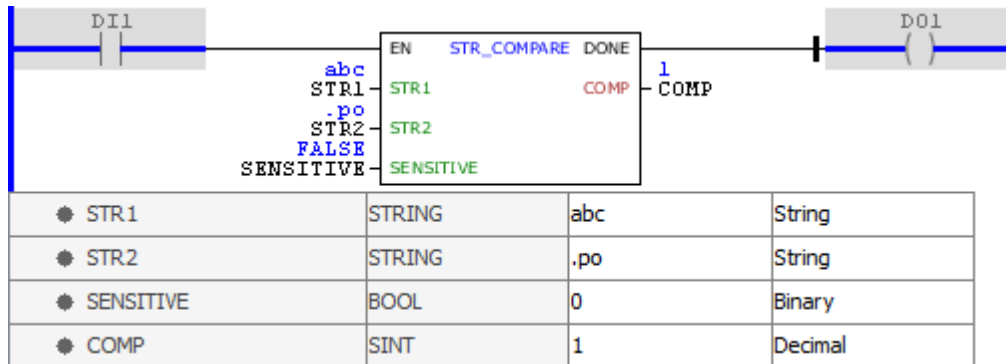 DI1 DO1
EN STR_COMPARE DONE
abc 1
STR1 STR1 COMP COMP
.po
STR2 STR2
FALSE
SENSITIVE SENSITIVE
STR1 STRING abc String
STR2 STRING .po String
SENSITIVE BOOL 0 Binary
COMP SINT 1 Decimal